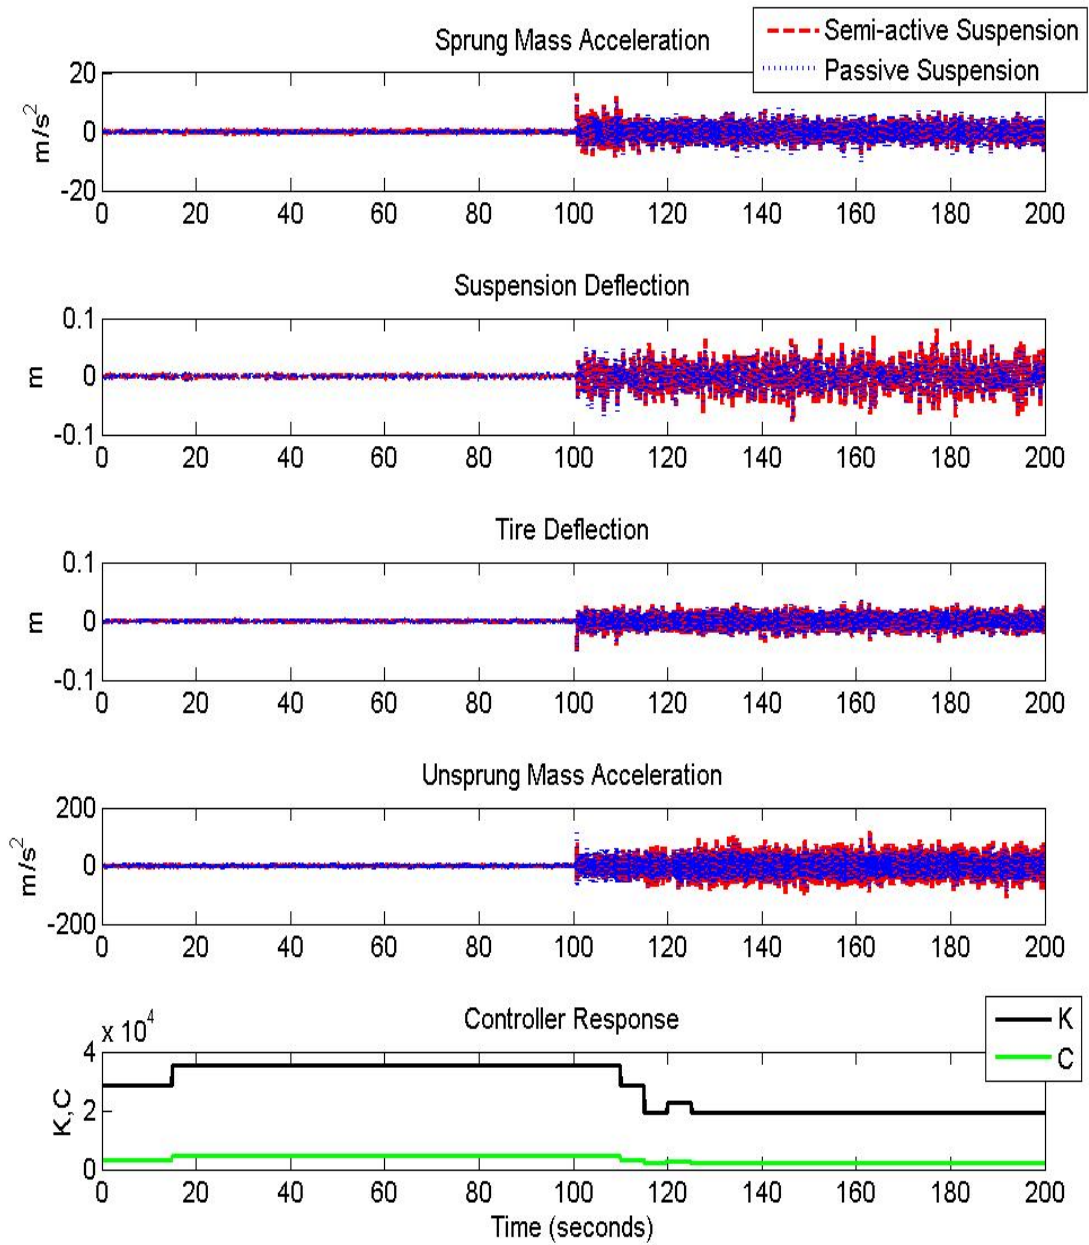 Sprung Mass Acceleration
Semi-active Suspension
Passive Suspension
20
0
-20
m/s²
0 20 40 60 80 100 120 140 160 180 200
Suspension Deflection
0.1
0
-0.1
m
0 20 40 60 80 100 120 140 160 180 200
Tire Deflection
0.1
0
-0.1
m
0 20 40 60 80 100 120 140 160 180 200
Unsprung Mass Acceleration
200
0
-200
m/s²
0 20 40 60 80 100 120 140 160 180 200
Controller Response
x 10⁴
K
C
4
2
0
K,C
0 20 40 60 80 100 120 140 160 180 200
Time (seconds)